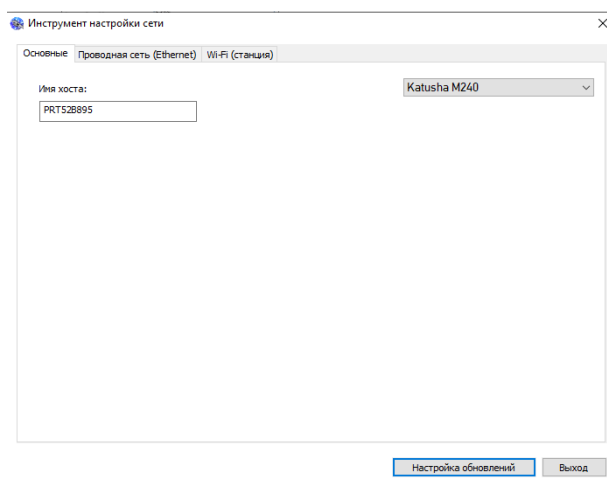 Инструмент настройки сети
Основные Проводная сеть (Ethernet) Wi-Fi (станция)
Имя хоста: Katusha M240
PRT52B895
Настройка обновлений Выход